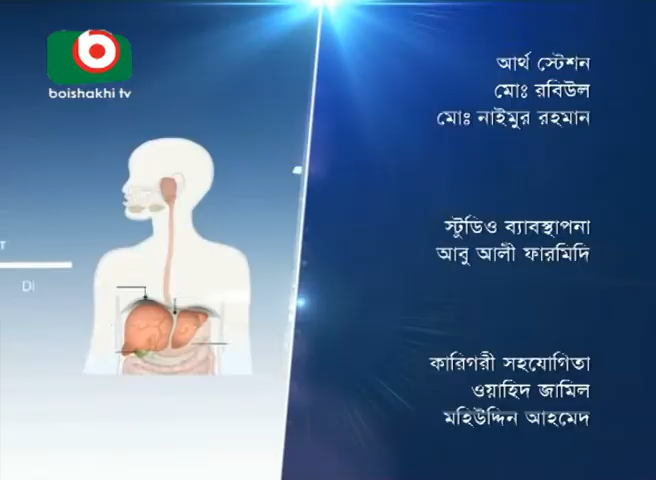 boishakhi tv
আর্থ স্টেশন
মোঃ রবিউল
মোঃ নাইমুর রহমান
স্টুডিও ব্যাবস্থাপনা
আবু আলী ফারমিদি
কারিগরী সহযোগিতা
ওয়াহিদ জামিল
মহিউদ্দিন আহমেদ
T
Di